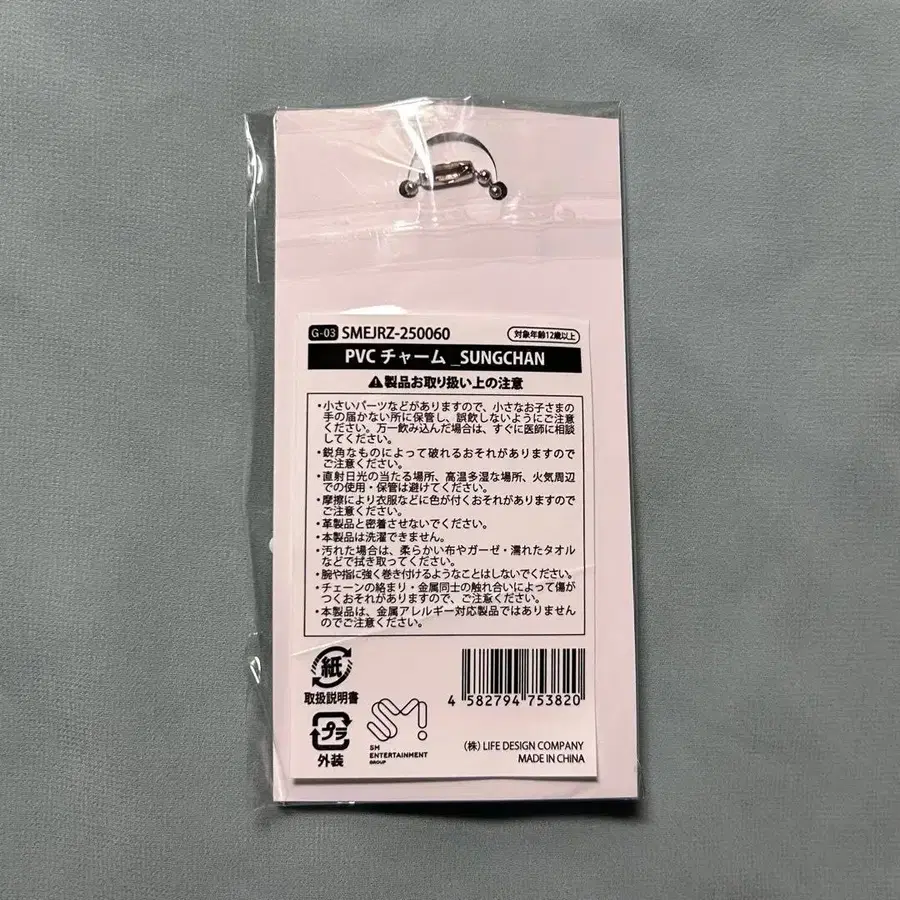 G-03 SMEJRZ-250060 対象年齢12歳以上
PVC チャーム _SUNGCHAN
製品お取り扱い上の注意
・小さいパーツなどがありますので、小さなお子さまの
手の届かない所に保管し、誤飲しないようにご注意
ください。万一飲み込んだ場合は、すぐに医師に相談
してください。
・鋭角なものによって破れるおそれがありますので
ご注意ください。
・直射日光の当たる場所、高温多湿な場所、火気周辺
での使用・保管は避けてください。
・摩擦により衣服などに色が付くおそれがありますので
ご注意ください。
・革製品と密着させないでください。
・本製品は洗濯できません。
・汚れた場合は、柔らかい布やガーゼ・濡れたタオル
などで拭き取ってください。
・腕や指に強く巻き付けるようなことはしないでください。
・チェーンの絡まり・金属同士の触れ合いによって傷が
つくおそれがありますので、ご注意ください。
・本製品は、金属アレルギー対応製品ではありません
のでご注意ください。
紙
取扱説明書
プラ
外装
SM
SM
ENTERTAINMENT
GROUP
4 582794 753820
(株) LIFE DESIGN COMPANY
MADE IN CHINA